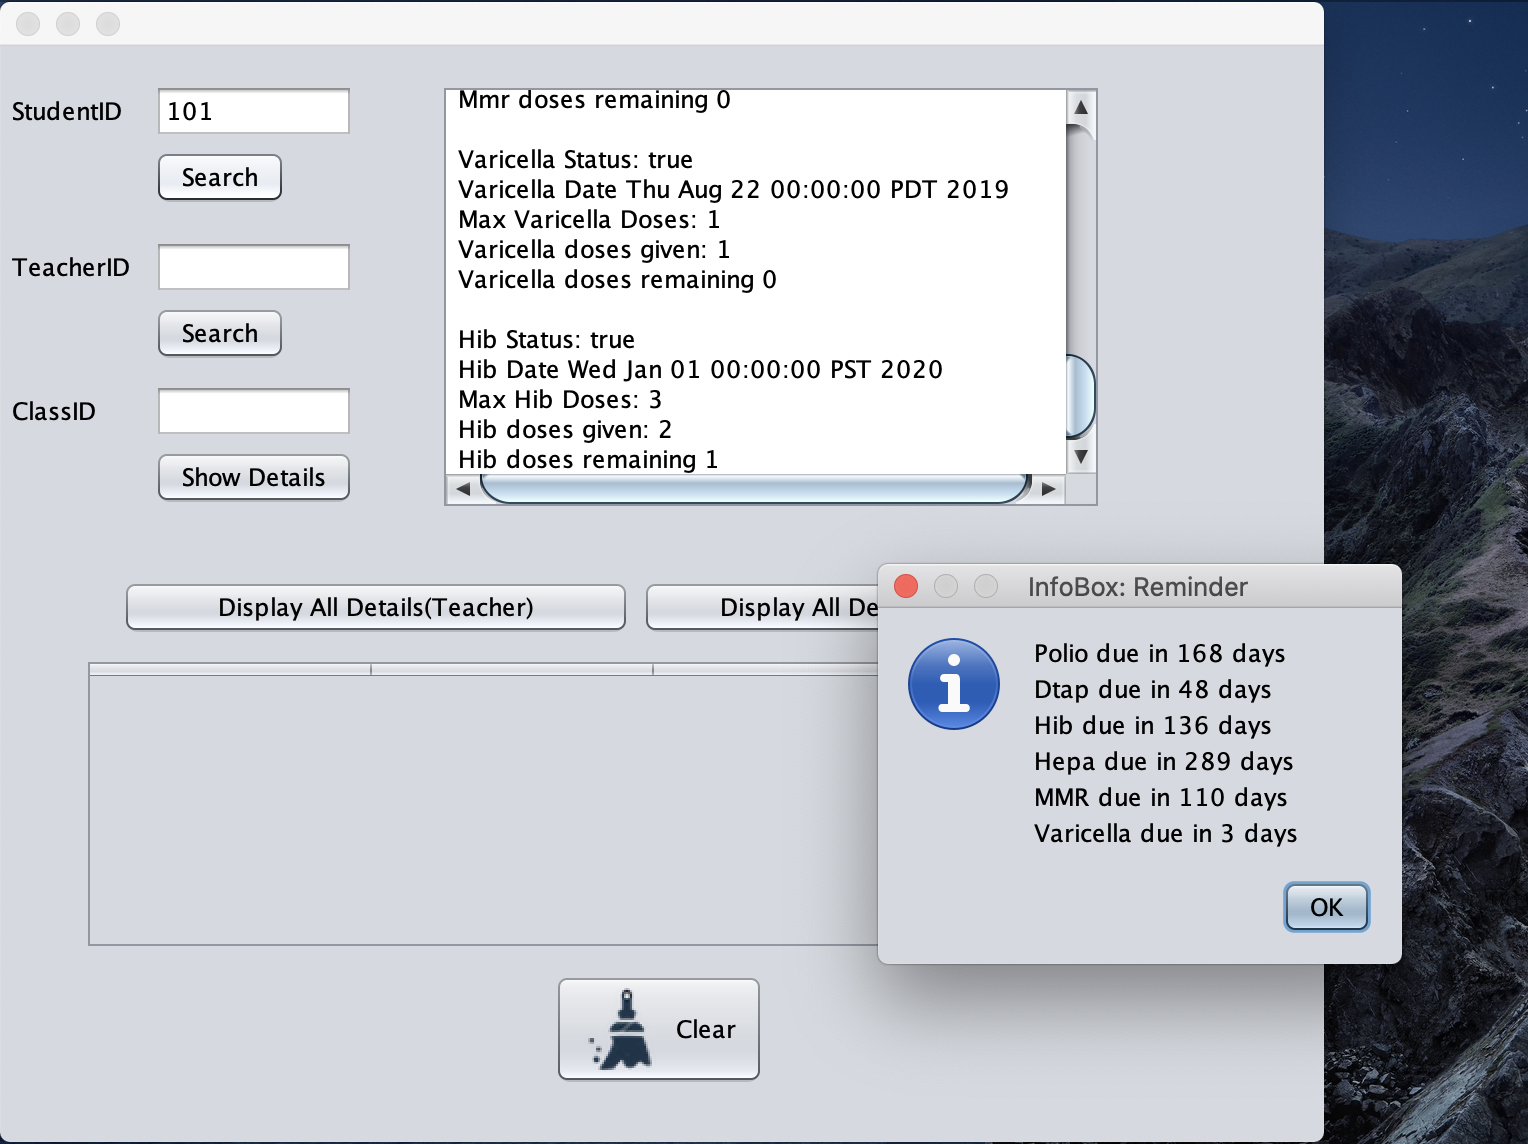 StudentID
101
Search
TeacherID
Search
ClassID
Show Details
Mmr doses remaining 0
Varicella Status: true
Varicella Date Thu Aug 22 00:00:00 PDT 2019
Max Varicella Doses: 1
Varicella doses given: 1
Varicella doses remaining 0
Hib Status: true
Hib Date Wed Jan 01 00:00:00 PST 2020
Max Hib Doses: 3
Hib doses given: 2
Hib doses remaining 1
Display All Details(Teacher)
Display All De
InfoBox: Reminder
Polio due in 168 days
Dtap due in 48 days
Hib due in 136 days
Hepa due in 289 days
MMR due in 110 days
Varicella due in 3 days
OK
Clear